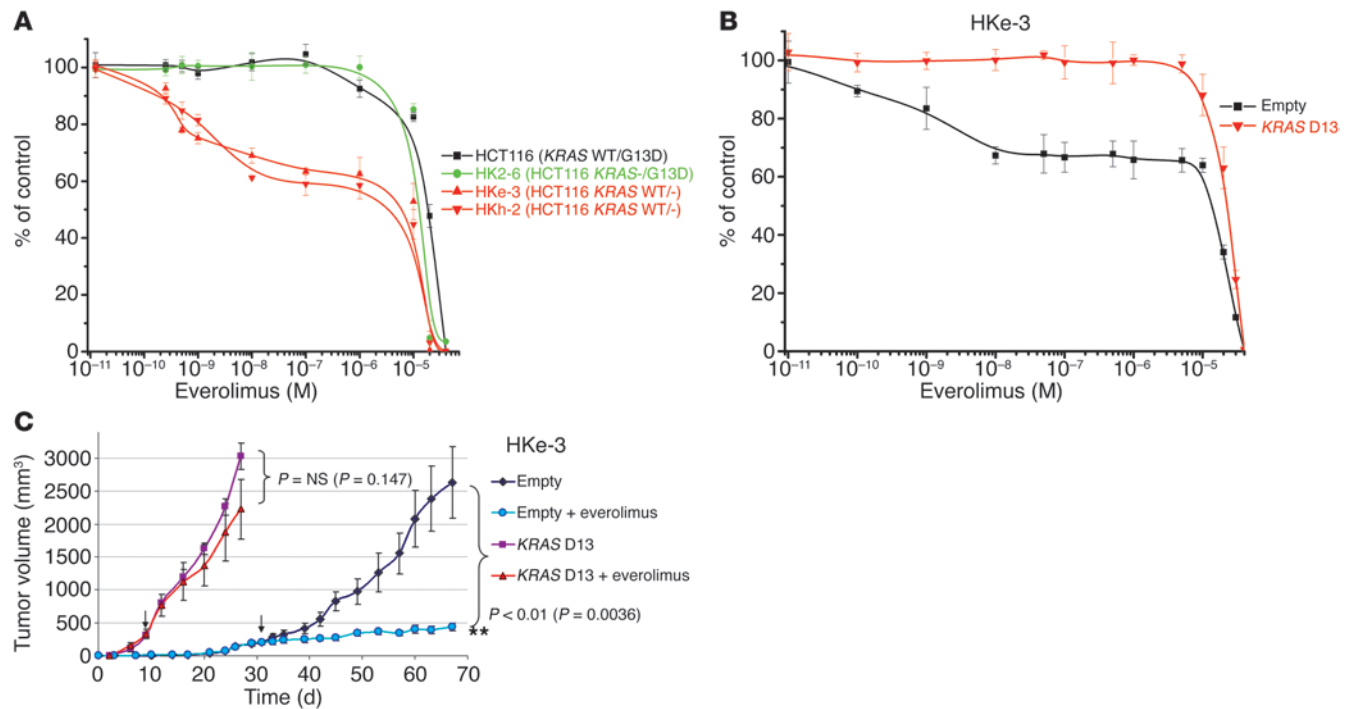 A
% of control
100
80
60
40
20
0
10⁻¹¹ 10⁻¹⁰ 10⁻⁹ 10⁻⁸ 10⁻⁷ 10⁻⁶ 10⁻⁵
Everolimus (M)
HCT116 (KRAS WT/G13D)
HK2-6 (HCT116 KRAS-/G13D)
HKe-3 (HCT116 KRAS WT/-)
HKh-2 (HCT116 KRAS WT/-)
B
HKe-3
% of control
100
80
60
40
20
0
10⁻¹¹ 10⁻¹⁰ 10⁻⁹ 10⁻⁸ 10⁻⁷ 10⁻⁶ 10⁻⁵
Everolimus (M)
Empty
KRAS D13
C
Tumor volume (mm³)
3000
2500
2000
1500
1000
500
0
0 10 20 30 40 50 60 70
Time (d)
P = NS (P = 0.147)
HKe-3
Empty
Empty + everolimus
KRAS D13
KRAS D13 + everolimus
P < 0.01 (P = 0.0036)
**